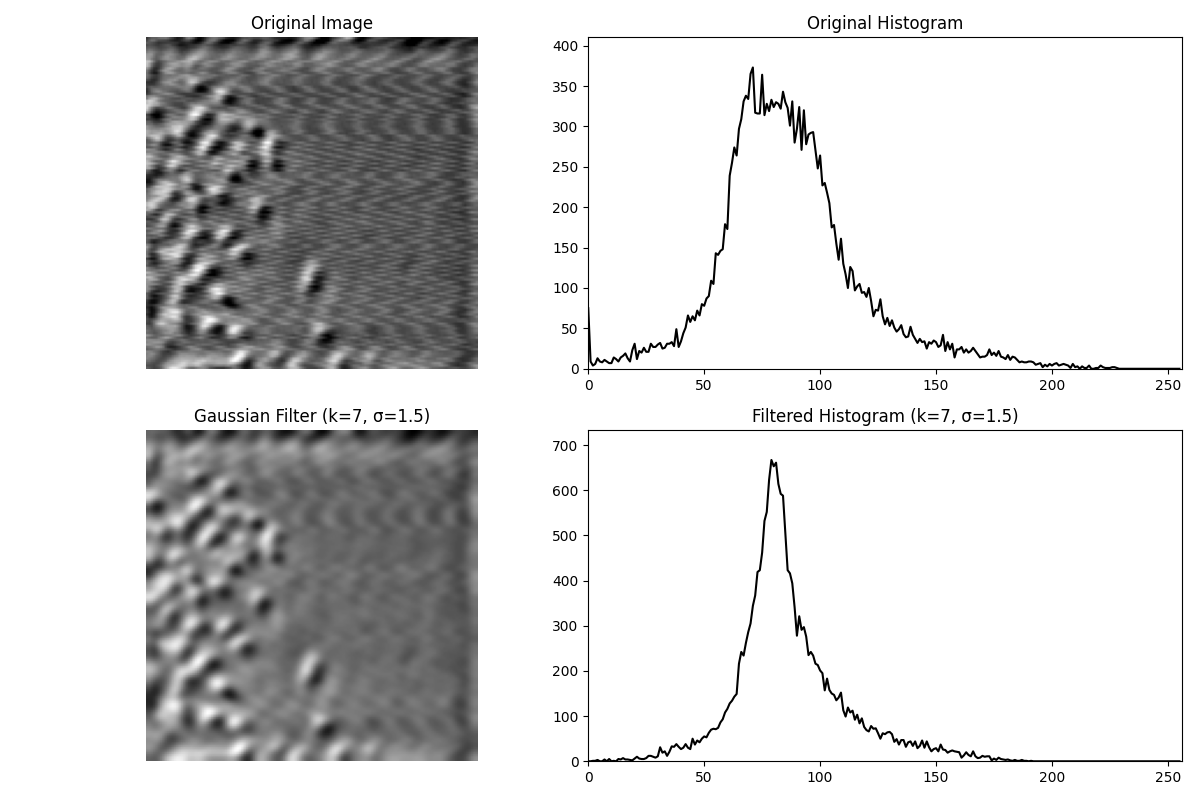 Original Image
Original Histogram
400
350
300
250
200
150
100
50
0
0 50 100 150 200 250
Gaussian Filter (k=7, σ=1.5)
Filtered Histogram (k=7, σ=1.5)
700
600
500
400
300
200
100
0
0 50 100 150 200 250